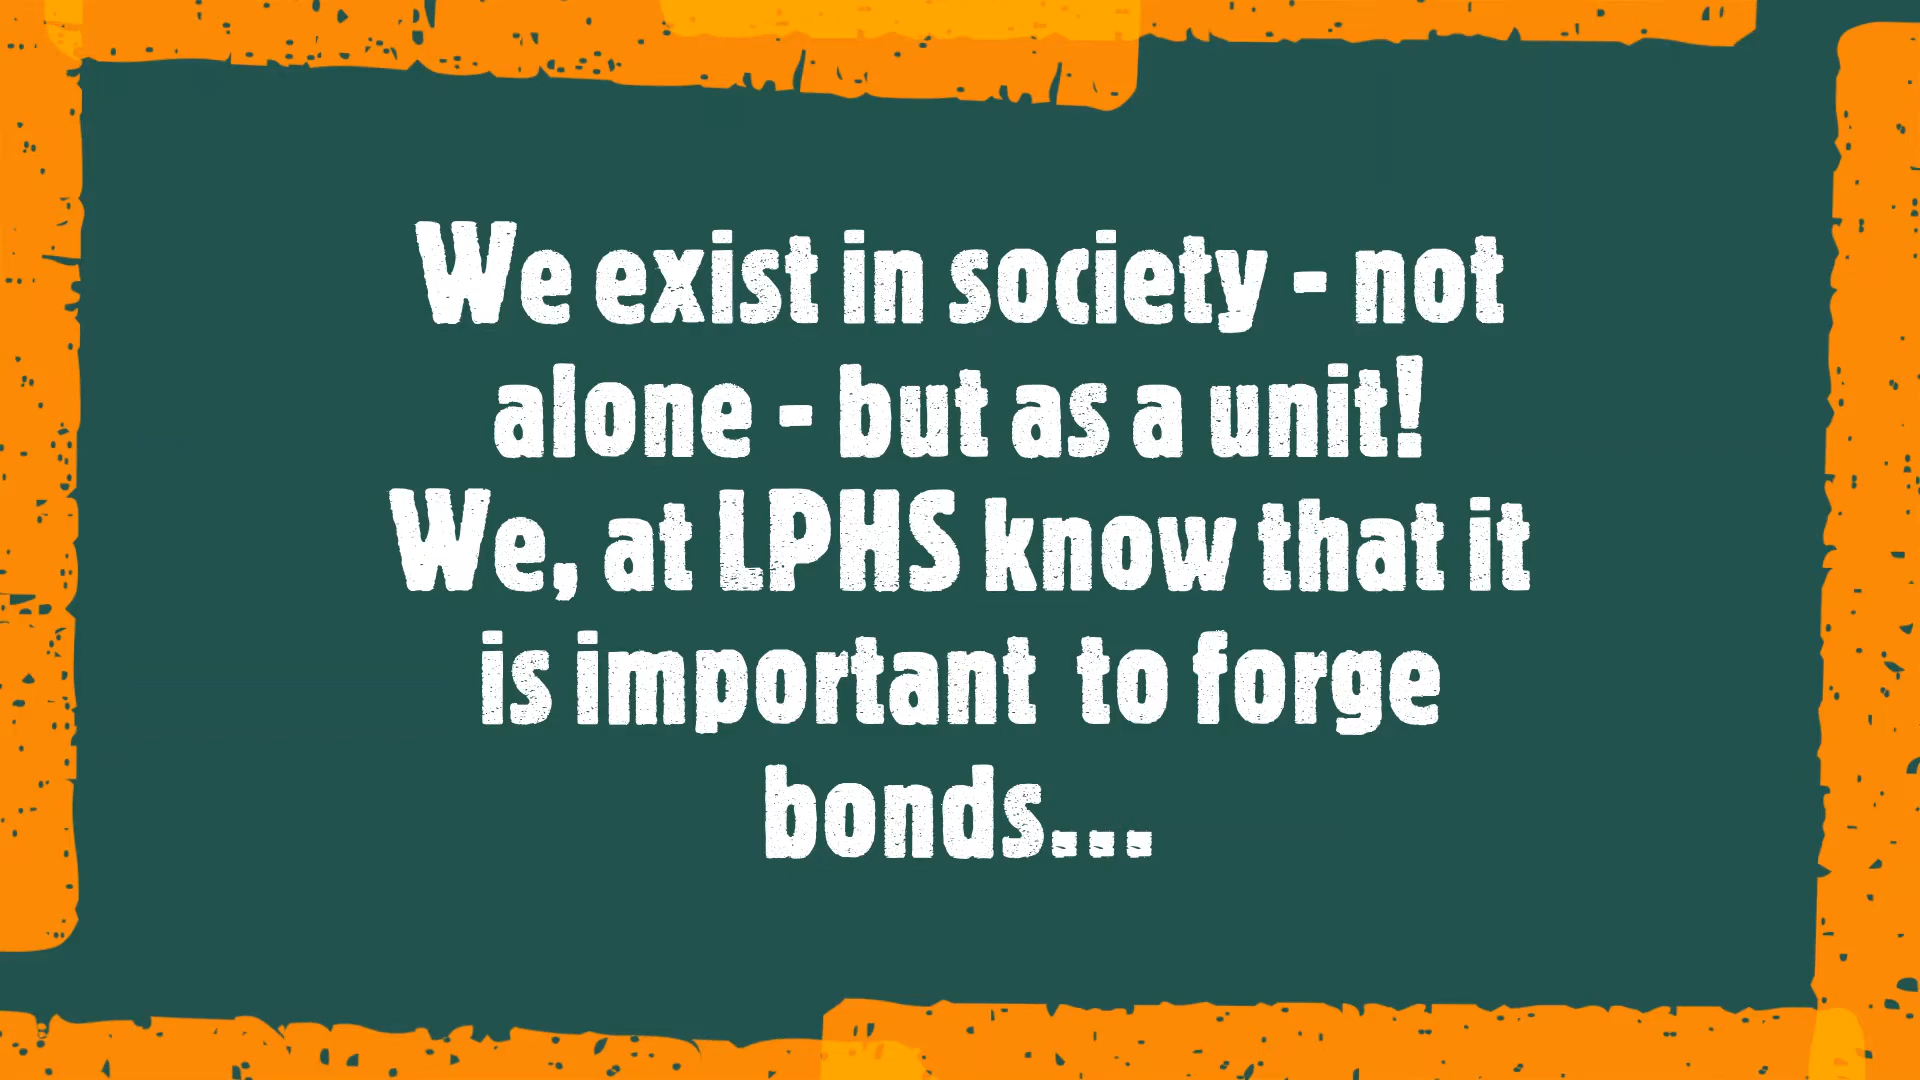 We exist in society - not
alone - but as a unit!
We, at LPHS know that it
is important  to forge
bonds...